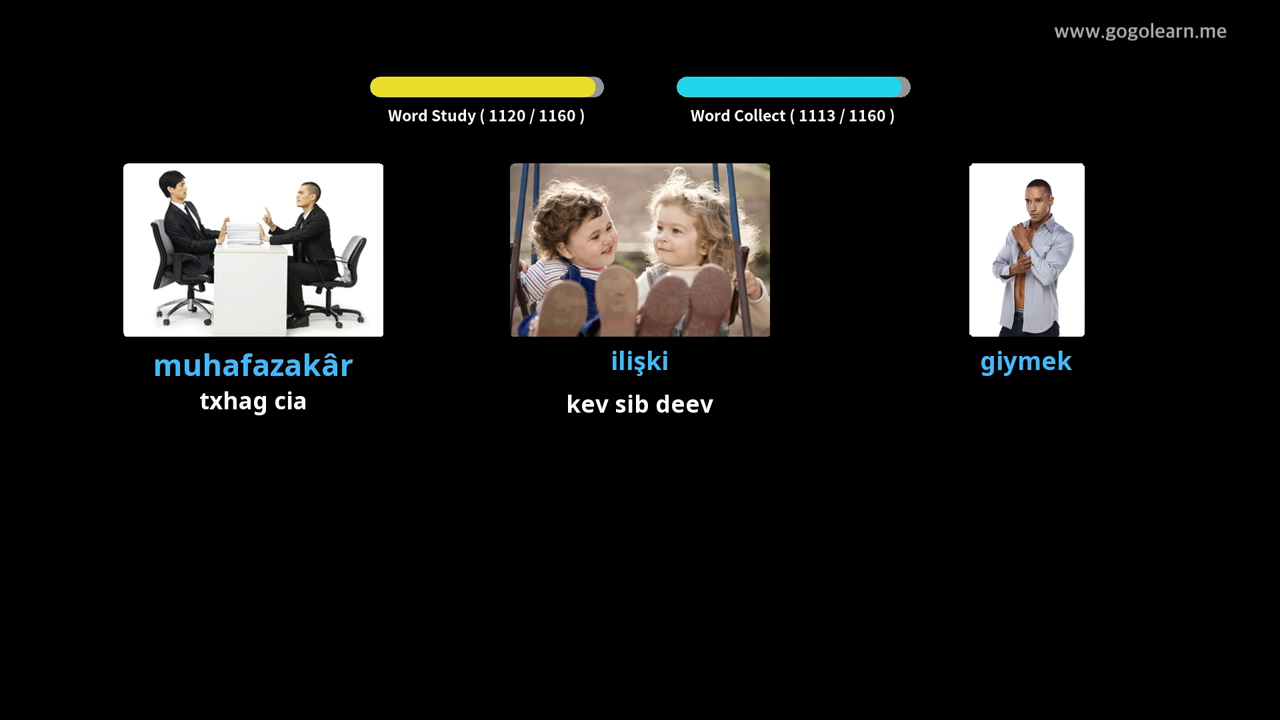 www.gogolearn.me
Word Study ( 1120 / 1160 )
Word Collect ( 1113 / 1160 )
muhafazakâr
txhag cia
ilişki
kev sib deev
giymek